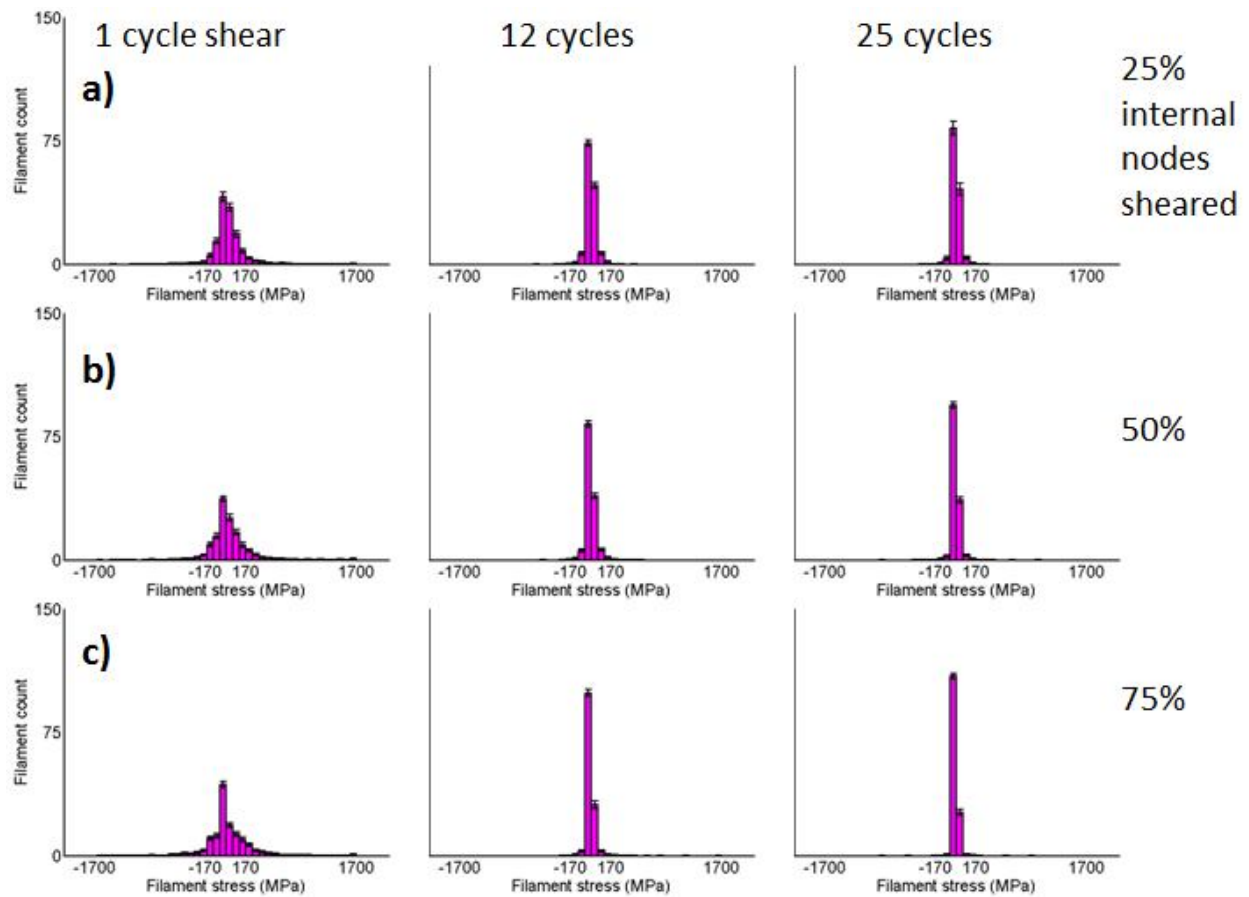 1 cycle shear
12 cycles
25 cycles
25%
internal
nodes
sheared
a)
150
75
0
Filament count
-1700 -170 170 1700
Filament stress (MPa)
-1700 -170 170 1700
Filament stress (MPa)
-1700 -170 170 1700
Filament stress (MPa)
b)
150
75
0
Filament count
50%
-1700 -170 170 1700
Filament stress (MPa)
-1700 -170 170 1700
Filament stress (MPa)
-1700 -170 170 1700
Filament stress (MPa)
c)
150
75
0
Filament count
75%
-1700 -170 170 1700
Filament stress (MPa)
-1700 -170 170 1700
Filament stress (MPa)
-1700 -170 170 1700
Filament stress (MPa)